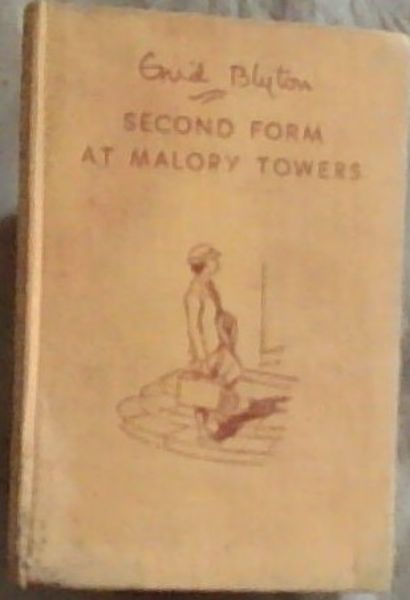 Enid Blyton
SECOND FORM
AT MALORY TOWERS